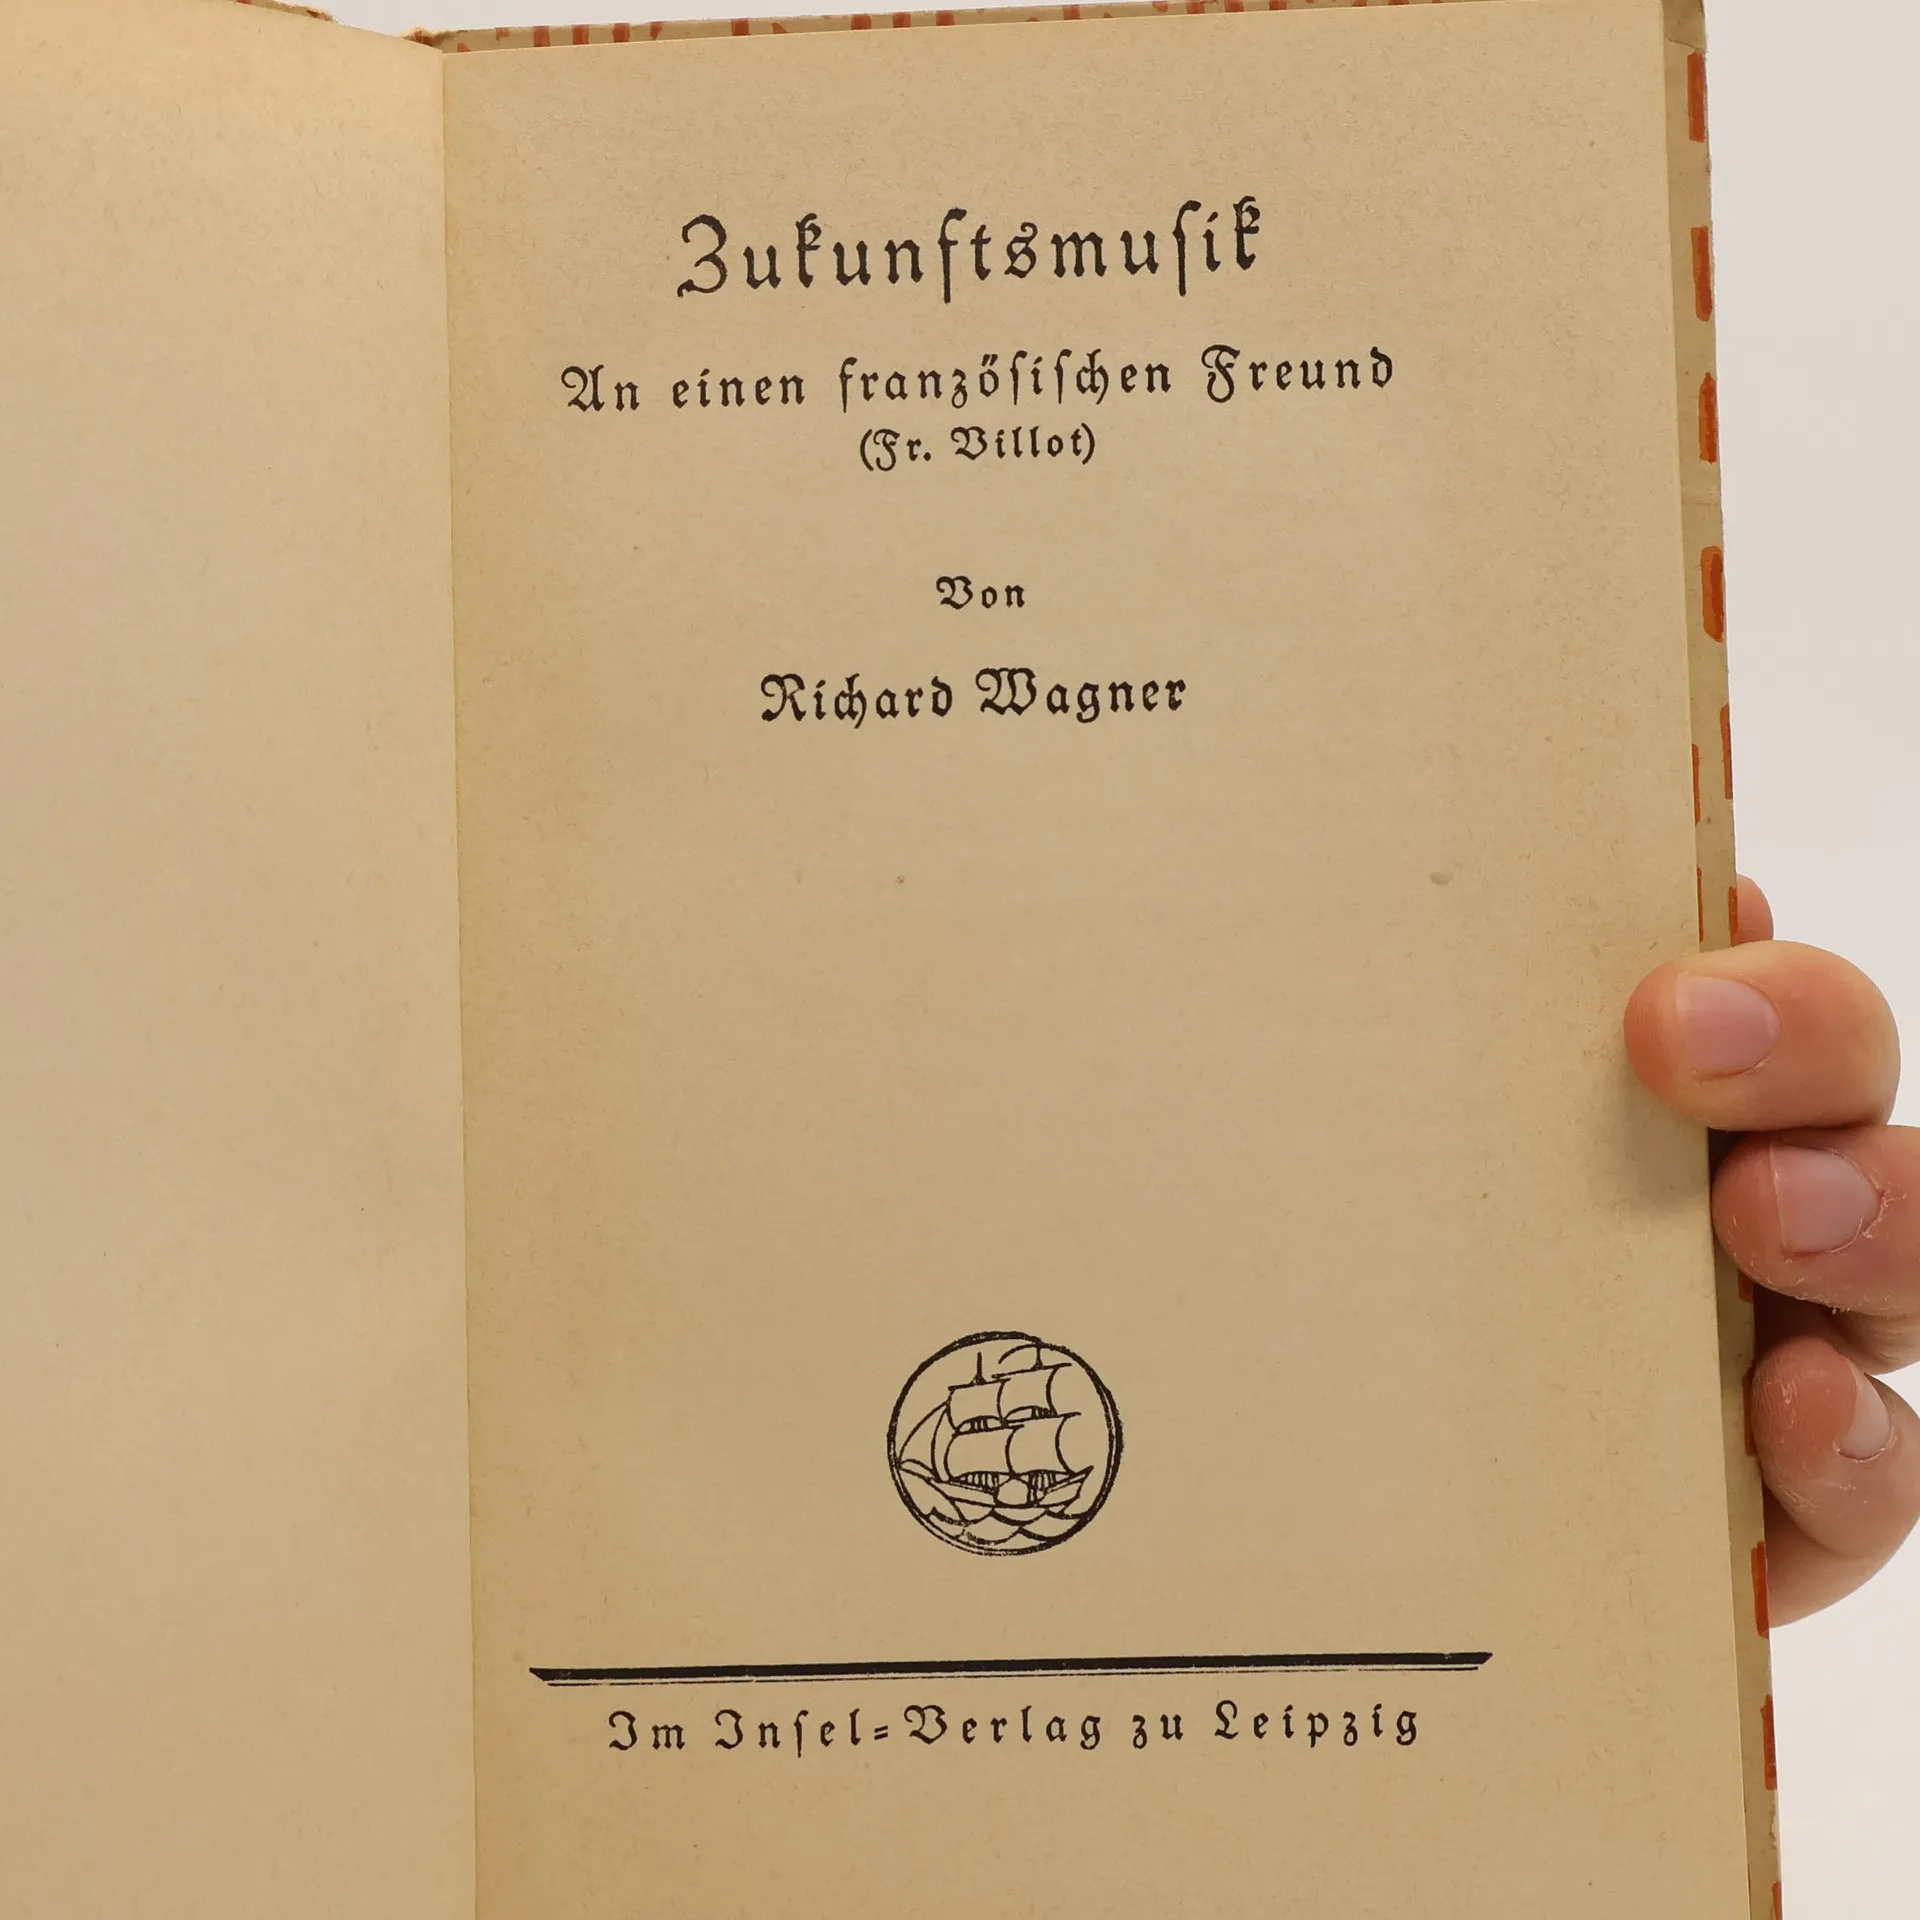 Zukunftsmuſik
An einen franzöſiſchen Freund
(Fr. Villot)
Von
Richard Wagner
Im Inſel-Verlag zu Leipzig